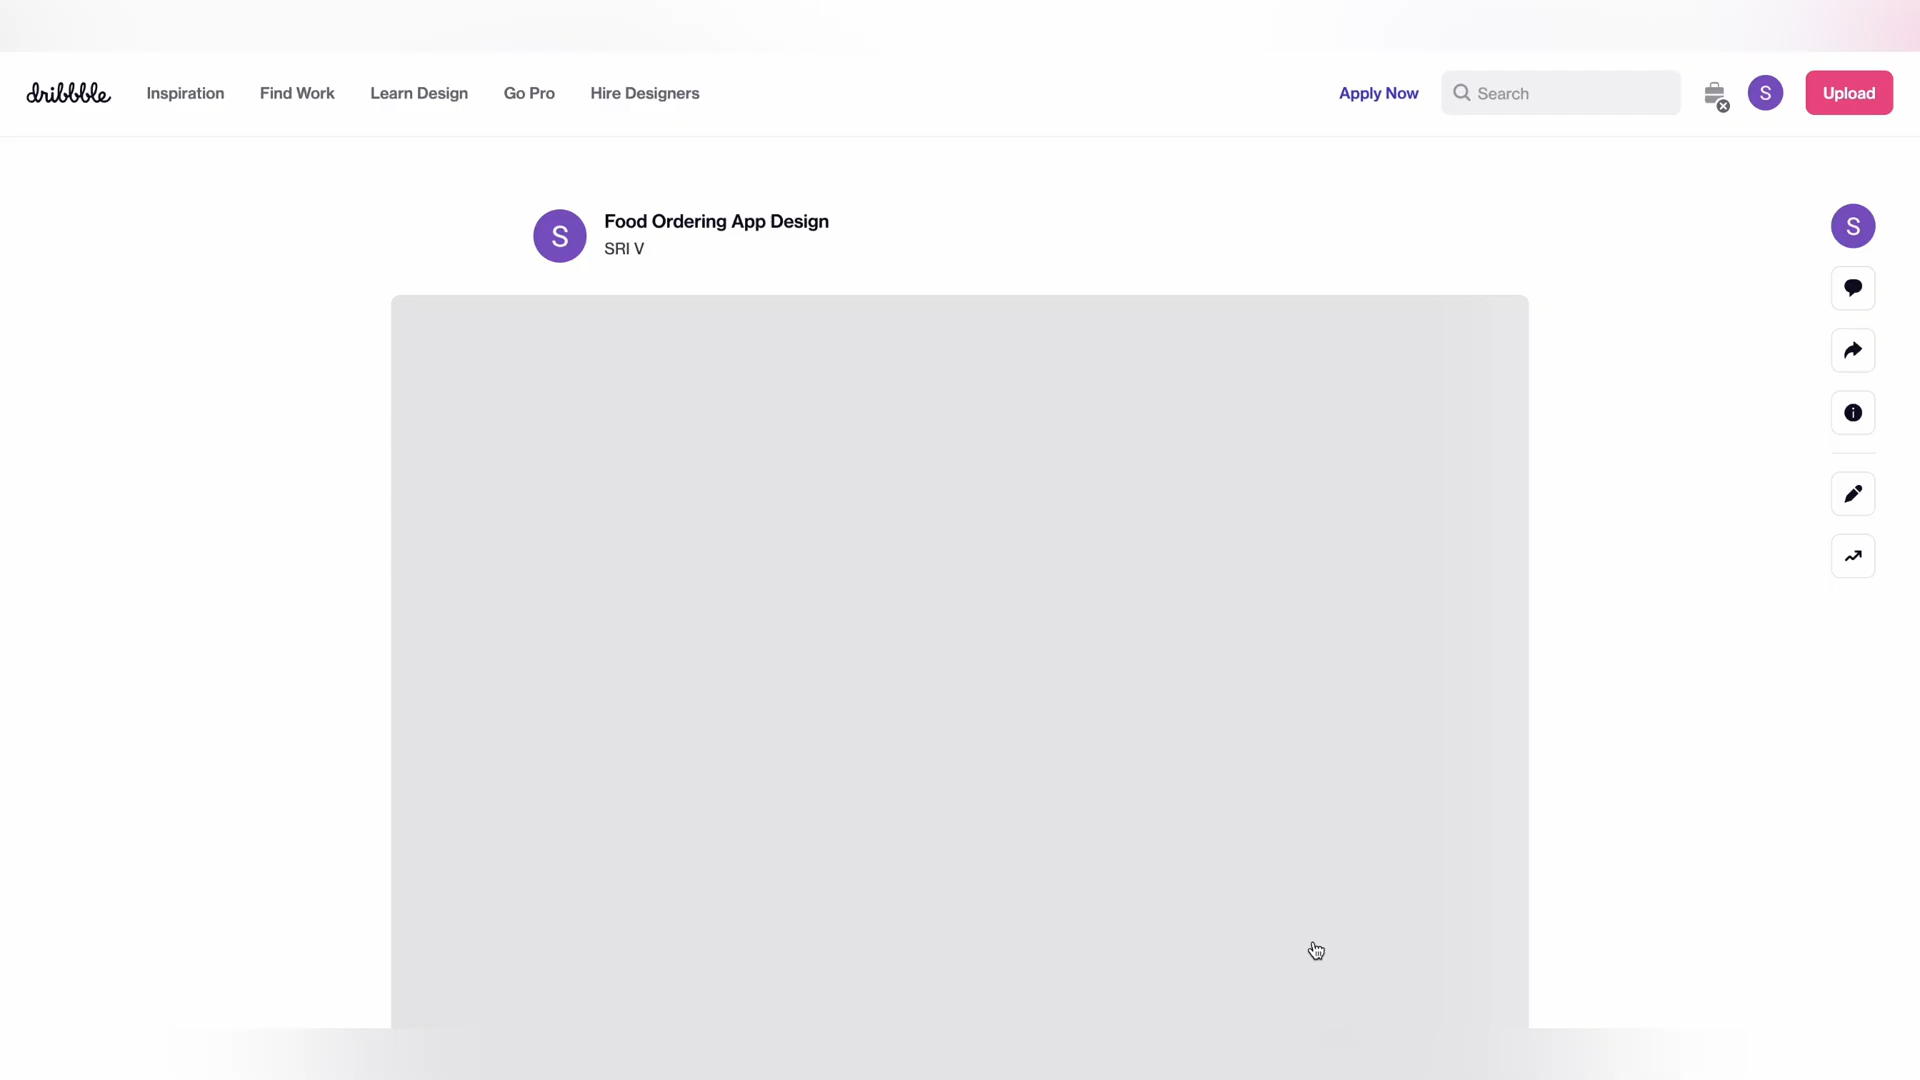 dribbble
Inspiration
Find Work
Learn Design
Go Pro
Hire Designers
Apply Now
Search
S
Upload
S
Food Ordering App Design
SRI V
S